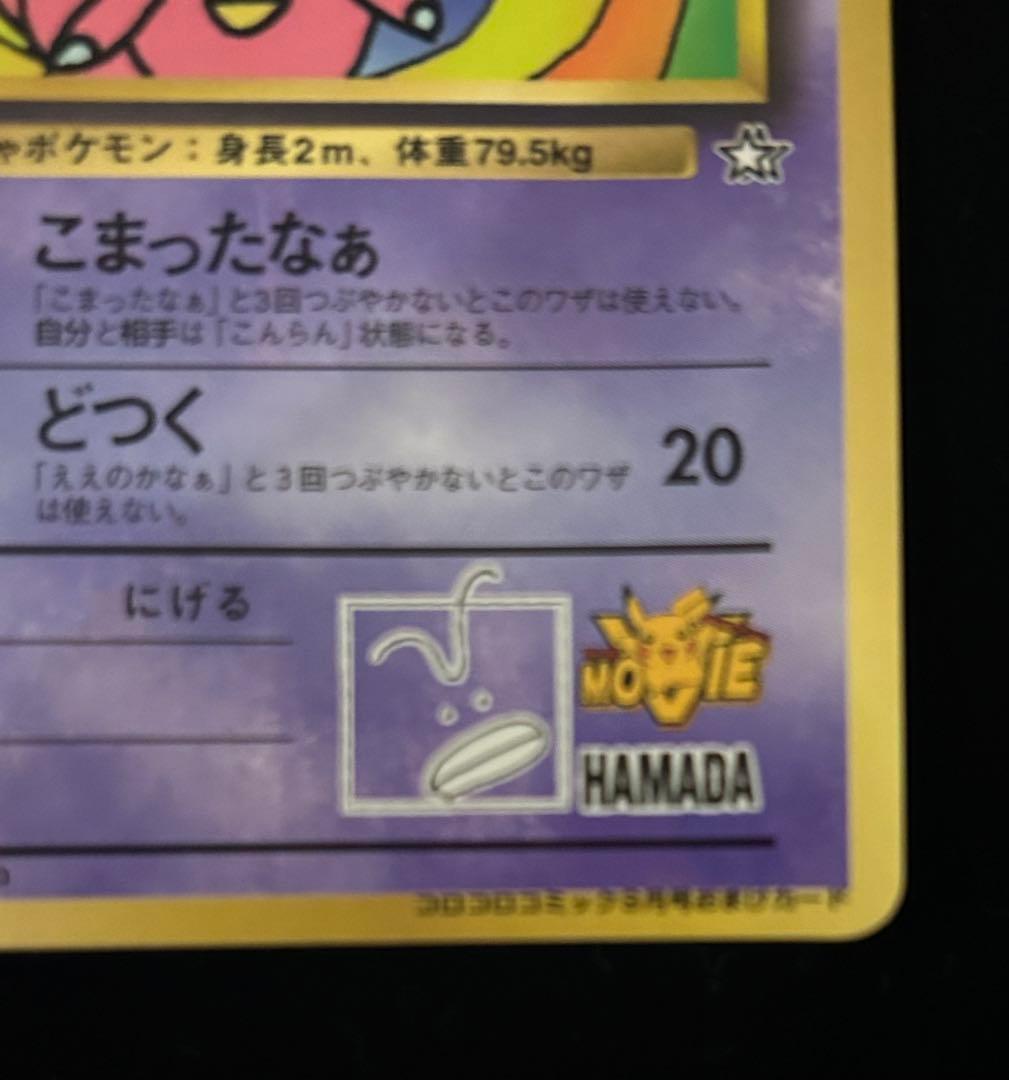 ゃポケモン：身長2m、体重79.5kg
こまったなぁ
「こまったなぁ」と3回つぶやかないとこのワザは使えない。
自分と相手は「こんらん」状態になる。
どつく
20
「ええのかなぁ」と3回つぶやかないとこのワザ
は使えない。
にげる
MOVIE
HAMADA
コロコロコミック5月号おまけカード